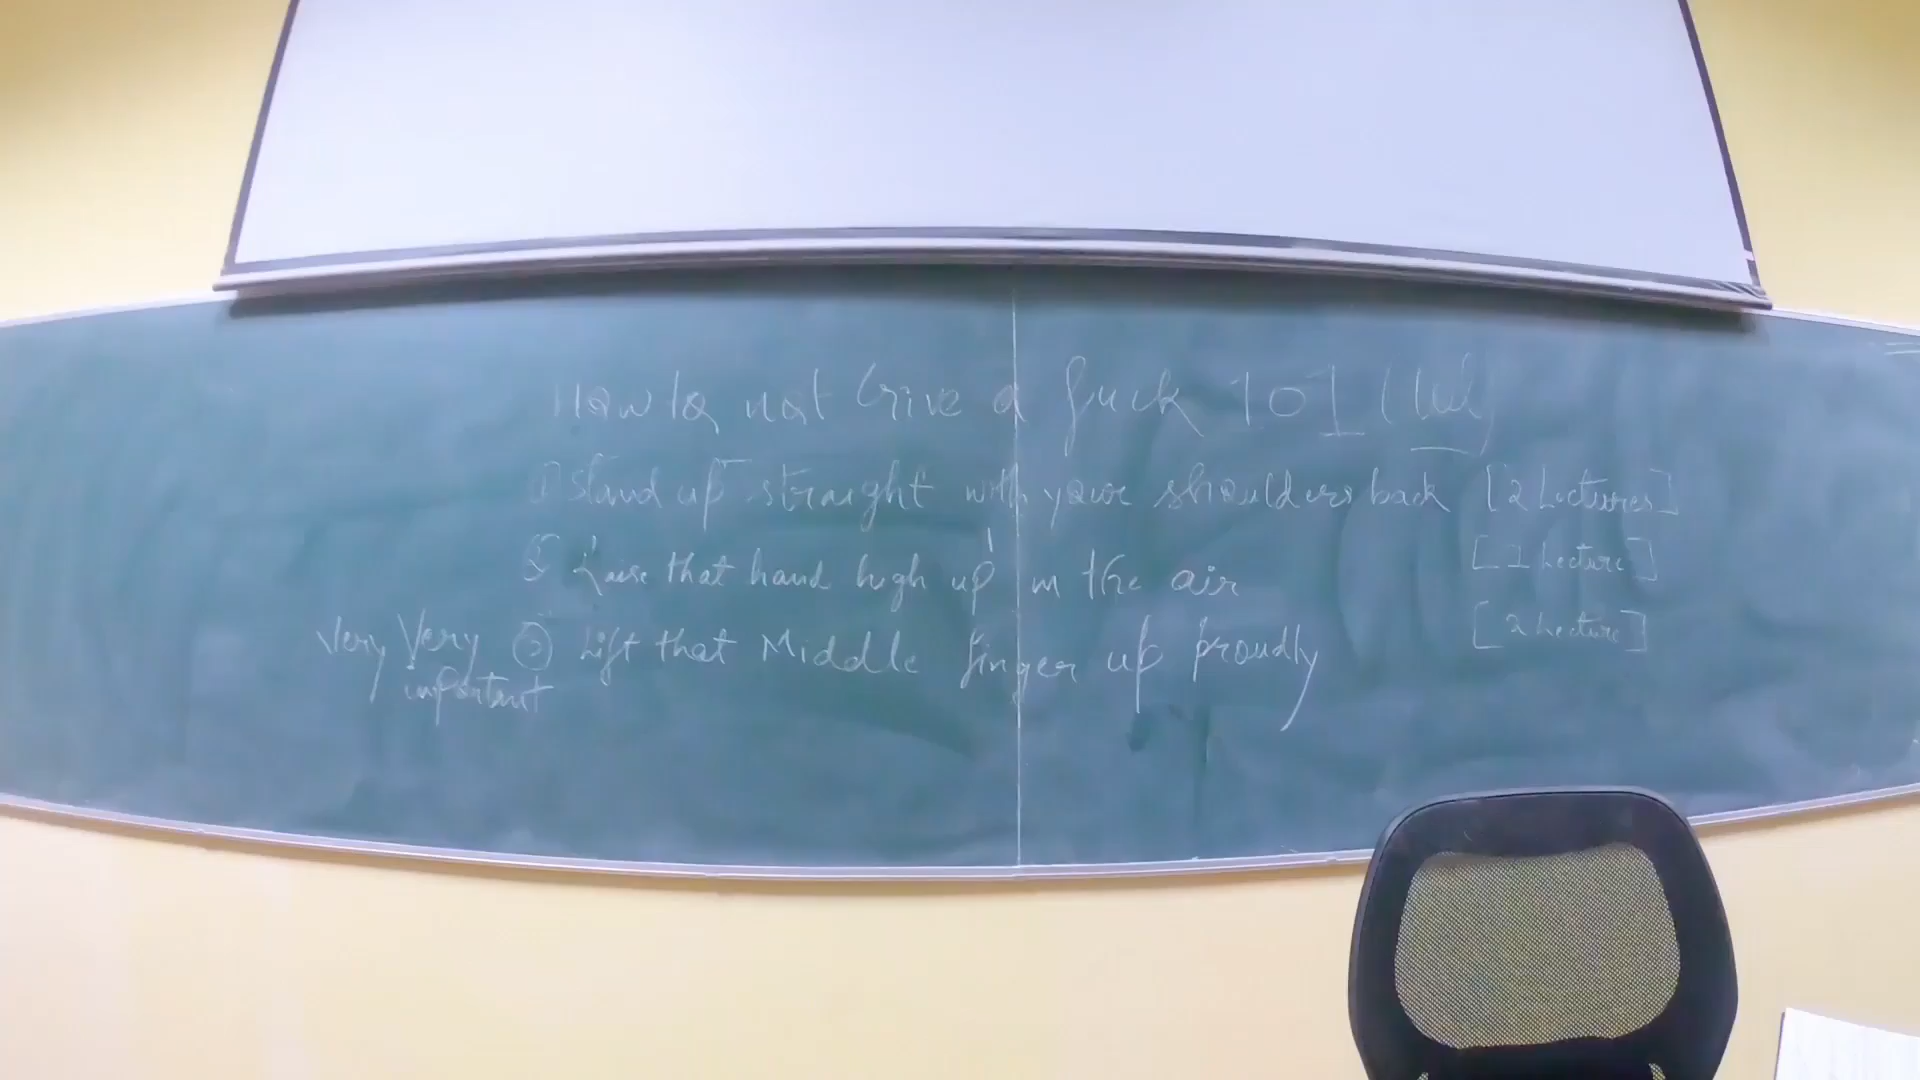 How to not Give a fuck 101
① Stand up straight with your shoulders back [2 Lectures]
② Raise that hand high up in the air [1 Lecture]
Very Very important ③ Lift that Middle finger up proudly [2 Lecture]